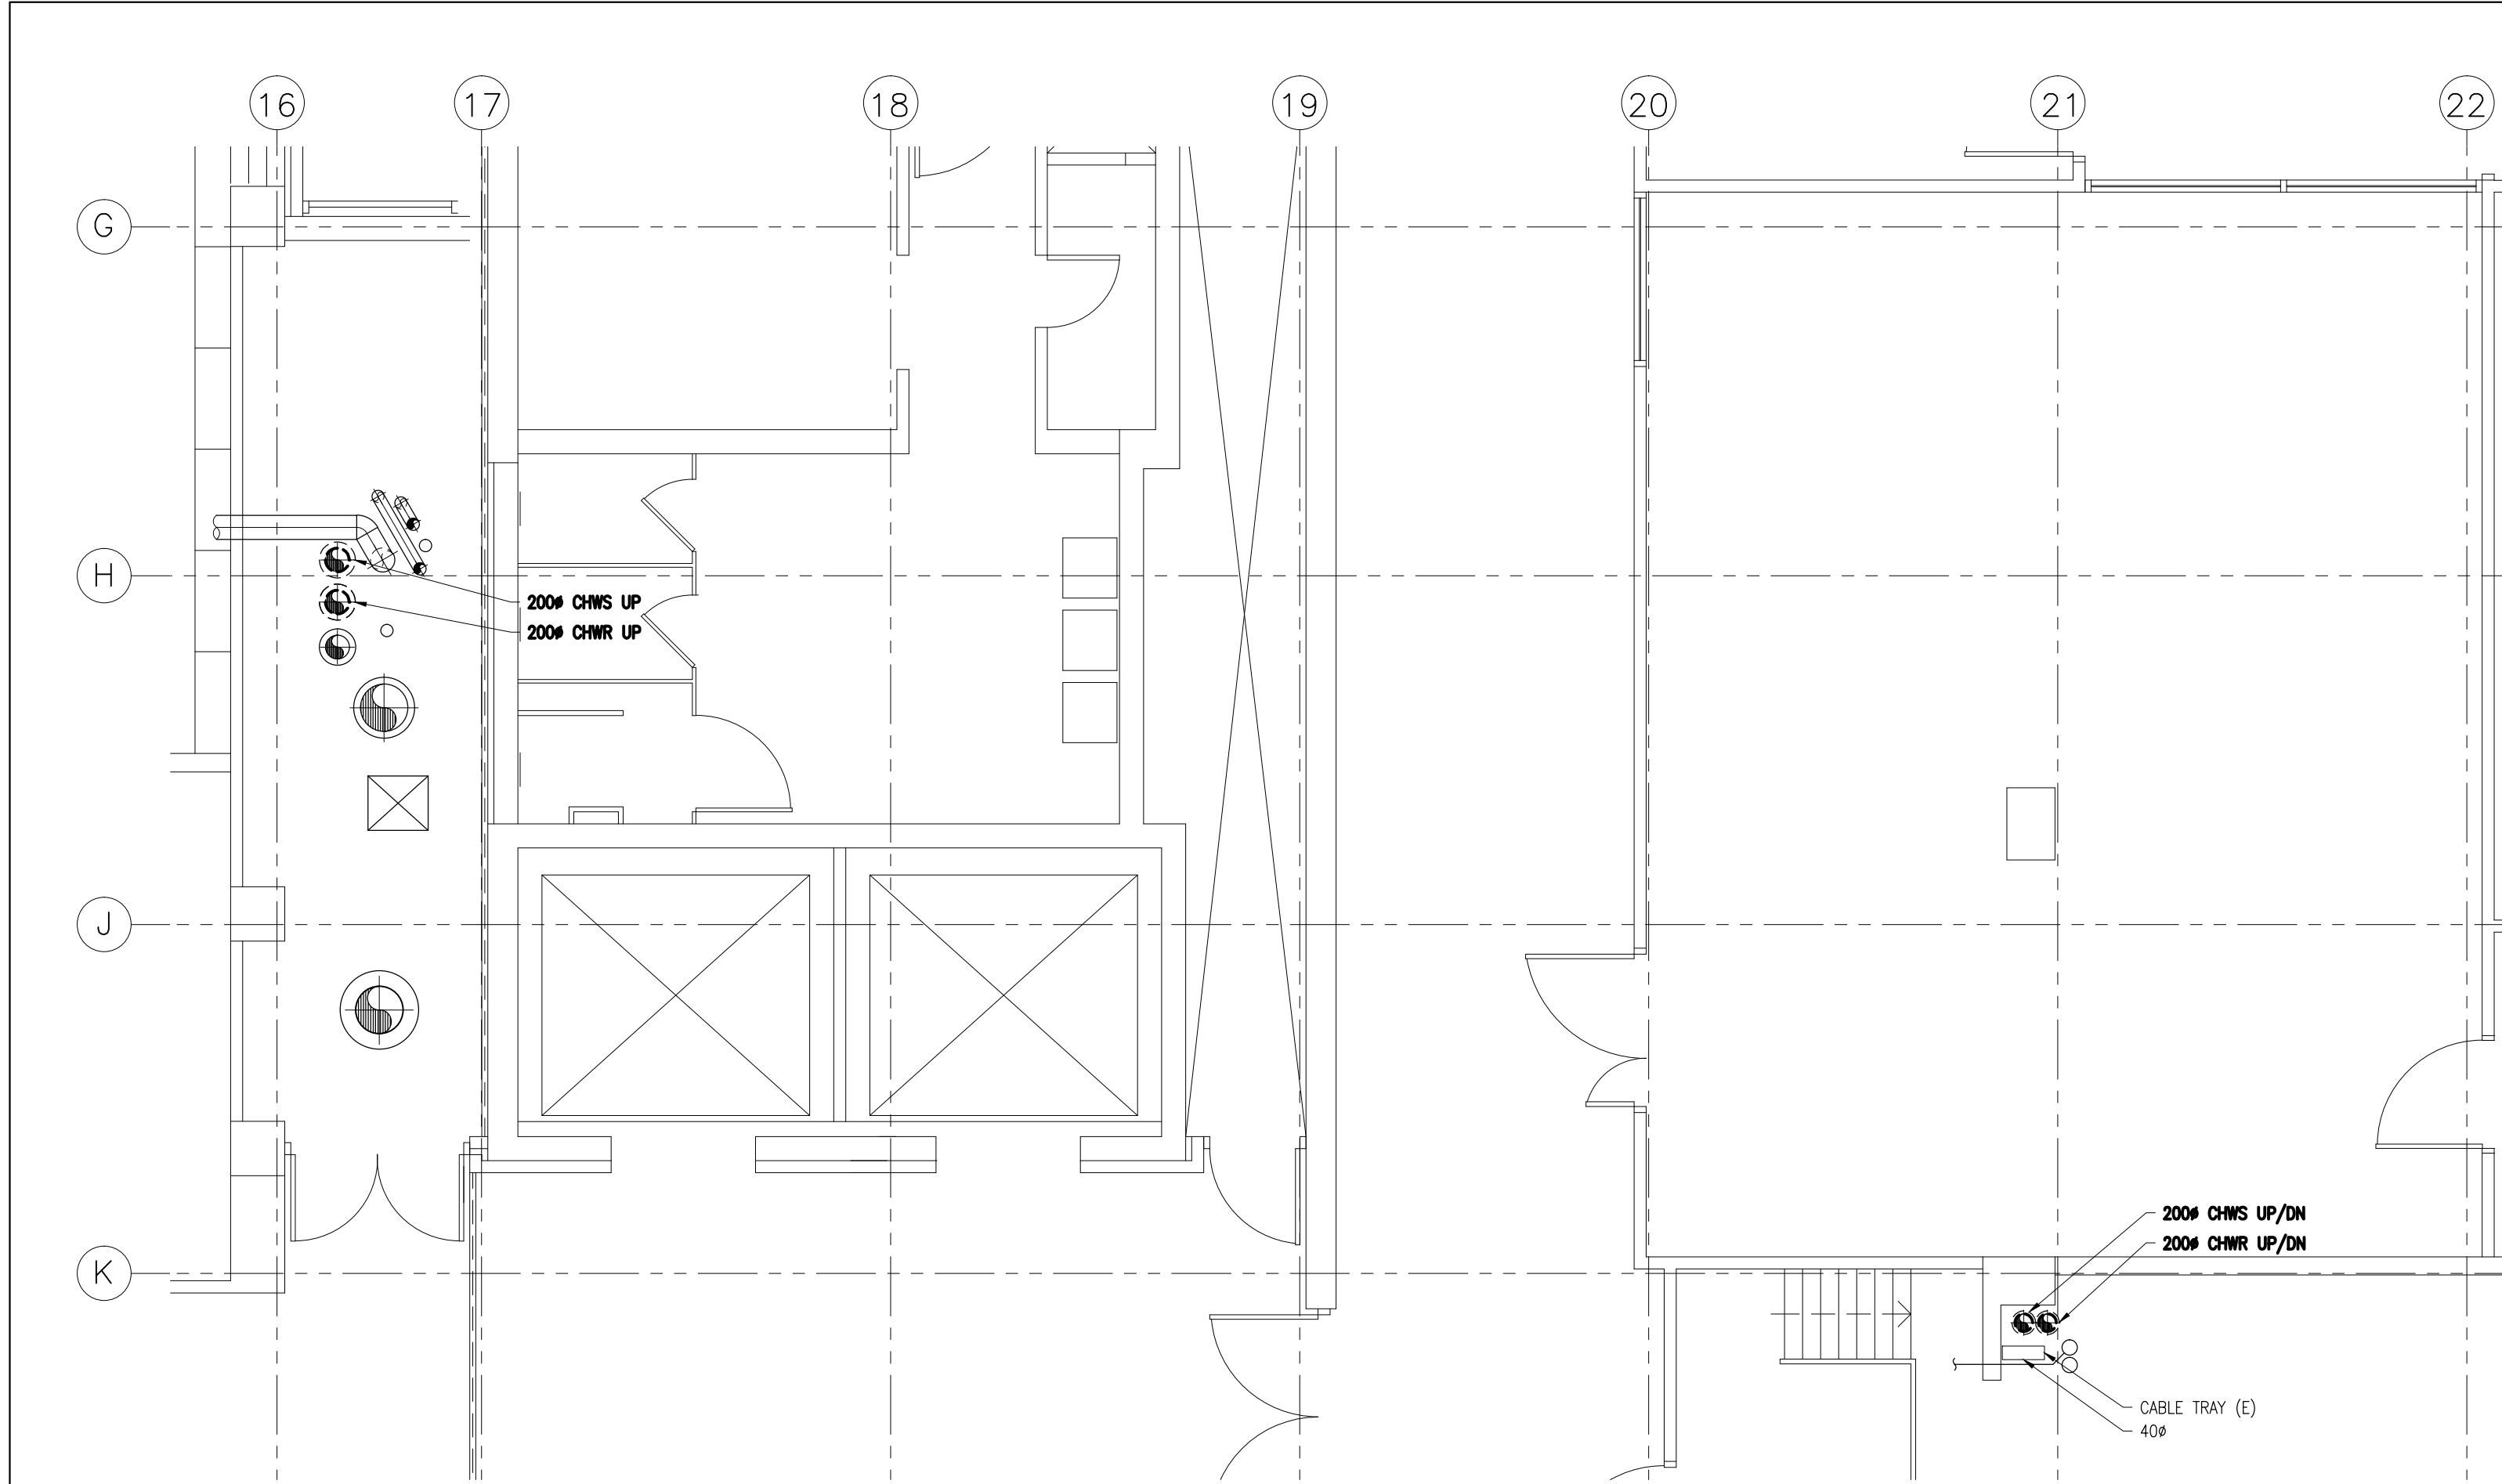 16 17 18 19 20 21 22
G
H
200ø CHWS UP
200ø CHWR UP
J
200ø CHWS UP/DN
200ø CHWR UP/DN
K
CABLE TRAY (E)
40ø